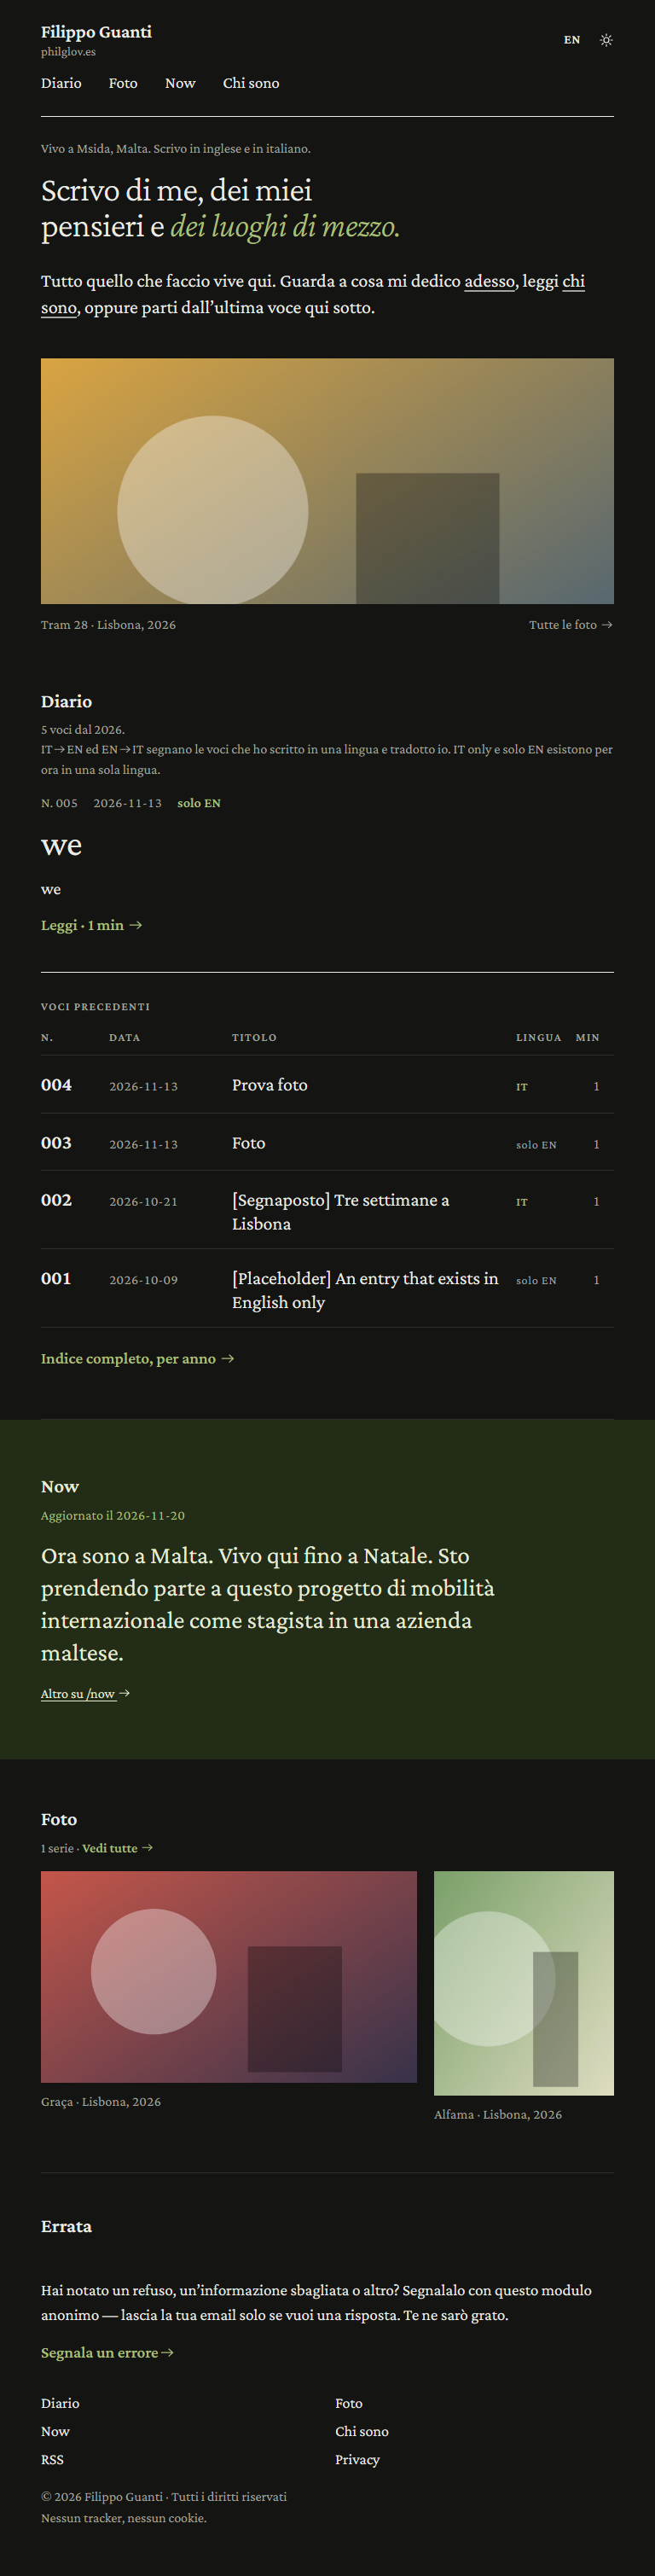 Filippo Guanti
philglov.es
EN
Diario Foto Now Chi sono
Vivo a Msida, Malta. Scrivo in inglese e in italiano.
Scrivo di me, dei miei
pensieri e dei luoghi di mezzo.
Tutto quello che faccio vive qui. Guarda a cosa mi dedico adesso, leggi chi
sono, oppure parti dall’ultima voce qui sotto.
Tram 28 · Lisbona, 2026 Tutte le foto →
Diario
5 voci dal 2026.
IT→EN ed EN→IT segnano le voci che ho scritto in una lingua e tradotto io. IT only e solo EN esistono per
ora in una sola lingua.
N. 005 2026-11-13 solo EN
we
we
Leggi · 1 min →
VOCI PRECEDENTI
N. DATA TITOLO LINGUA MIN
004 2026-11-13 Prova foto IT 1
003 2026-11-13 Foto solo EN 1
002 2026-10-21 [Segnaposto] Tre settimane a IT 1
Lisbona
001 2026-10-09 [Placeholder] An entry that exists in solo EN 1
English only
Indice completo, per anno →
Now
Aggiornato il 2026-11-20
Ora sono a Malta. Vivo qui fino a Natale. Sto
prendendo parte a questo progetto di mobilità
internazionale come stagista in una azienda
maltese.
Altro su /now →
Foto
1 serie · Vedi tutte →
Graça · Lisbona, 2026
Alfama · Lisbona, 2026
Errata
Hai notato un refuso, un’informazione sbagliata o altro? Segnalalo con questo modulo
anonimo — lascia la tua email solo se vuoi una risposta. Te ne sarò grato.
Segnala un errore→
Diario Foto
Now Chi sono
RSS Privacy
© 2026 Filippo Guanti · Tutti i diritti riservati
Nessun tracker, nessun cookie.